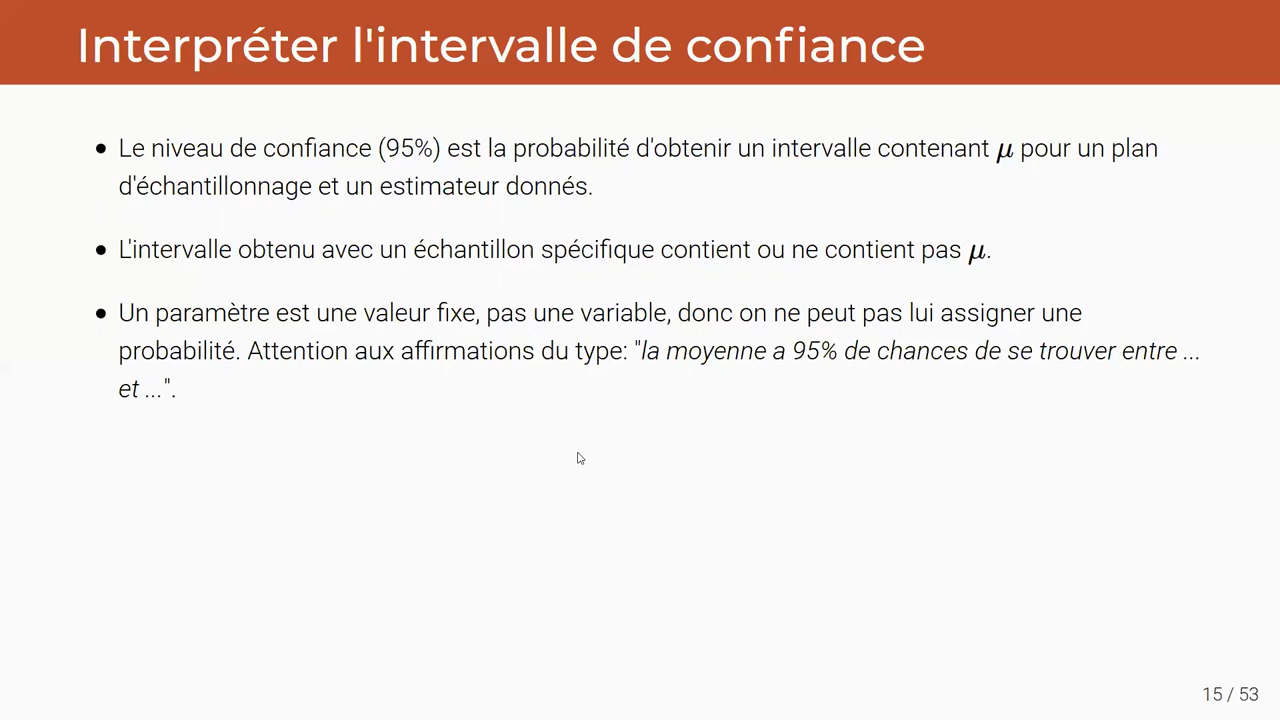 Interpréter l'intervalle de confiance
• Le niveau de confiance (95%) est la probabilité d'obtenir un intervalle contenant μ pour un plan
d'échantillonnage et un estimateur donnés.
• L'intervalle obtenu avec un échantillon spécifique contient ou ne contient pas μ.
• Un paramètre est une valeur fixe, pas une variable, donc on ne peut pas lui assigner une
probabilité. Attention aux affirmations du type: "la moyenne a 95% de chances de se trouver entre ...
et ...".
15 / 53